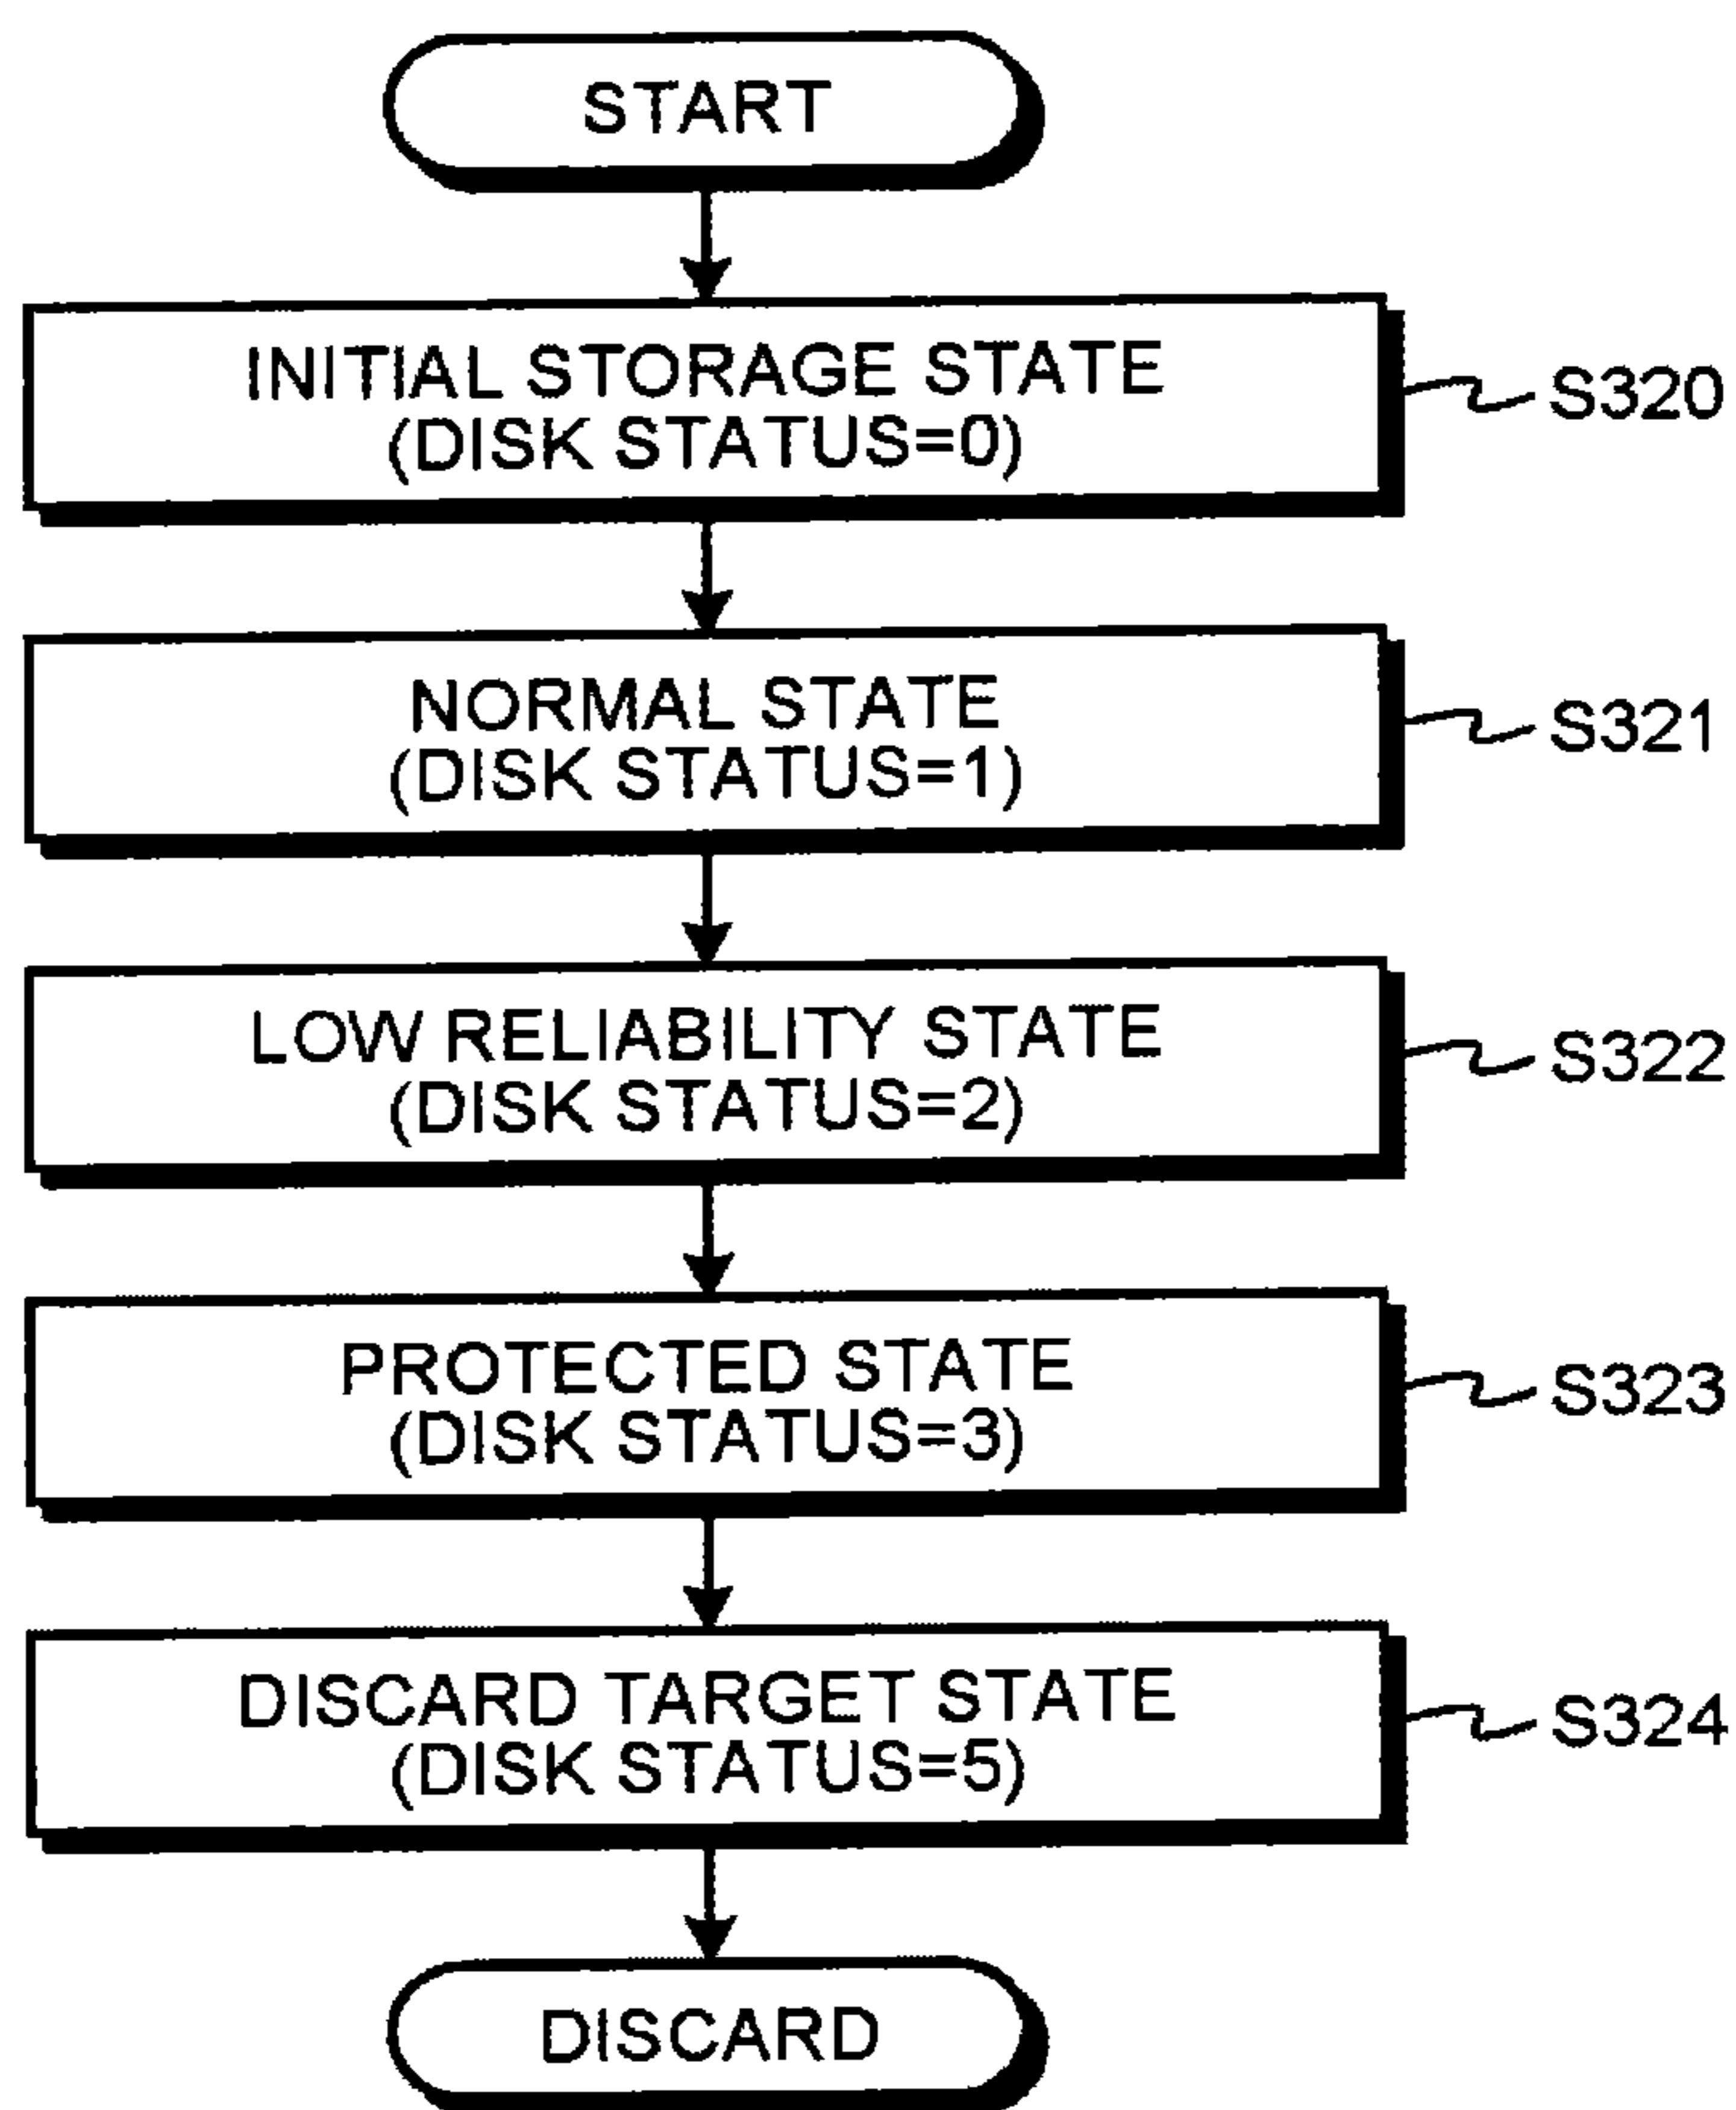 START
INITIAL STORAGE STATE
(DISK STATUS=0)
S320
NORMAL STATE
(DISK STATUS=1)
S321
LOW RELIABILITY STATE
(DISK STATUS=2)
S322
PROTECTED STATE
(DISK STATUS=3)
S323
DISCARD TARGET STATE
(DISK STATUS=5)
S324
DISCARD